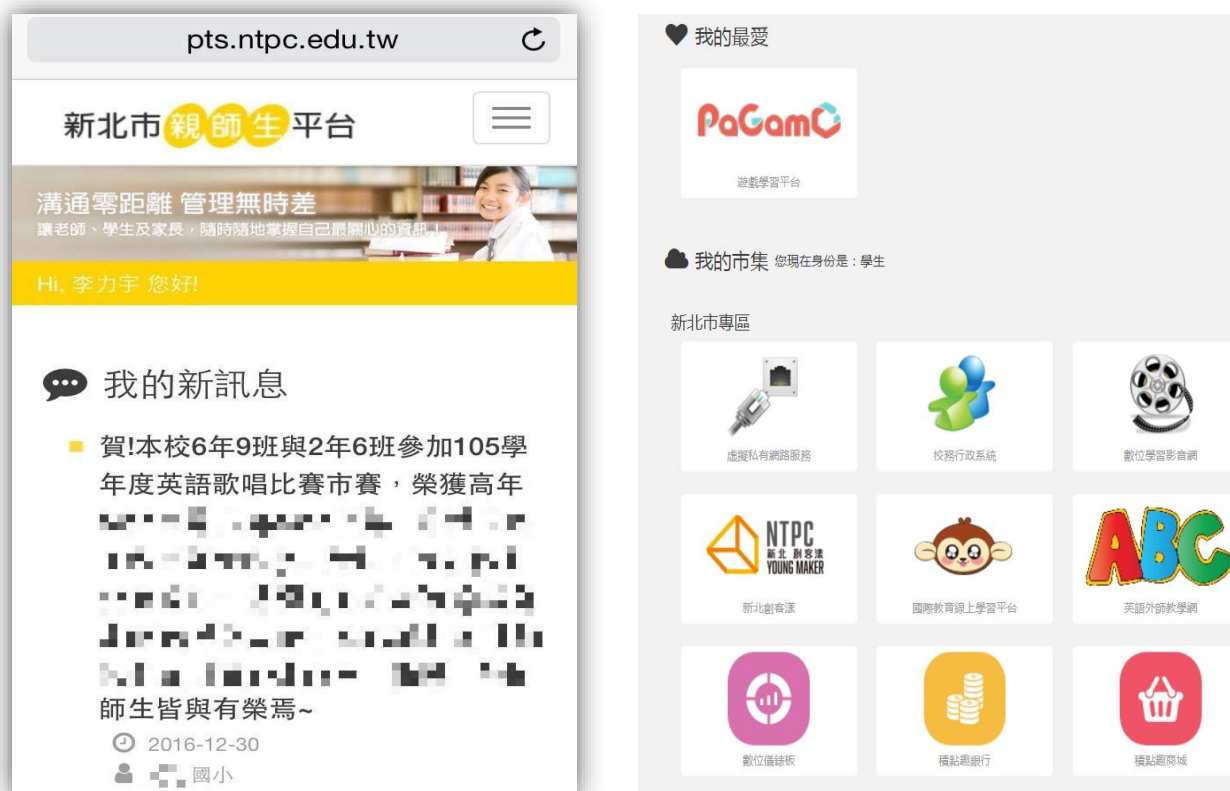 pts.ntpc.edu.tw
新北市親師生平台
溝通零距離 管理無時差
讓老師、學生及家長，隨時隨地掌握自己最關心的資訊！
Hi, 李力宇 您好!
我的新訊息
賀!本校6年9班與2年6班參加105學
年度英語歌唱比賽市賽，榮獲高年
師生皆與有榮焉~
2016-12-30
國小
我的最愛
PaGamO
遊戲學習平台
我的市集 您現在身份是：學生
新北市專區
虛擬私有網路服務
校務行政系統
數位學習影音網
NTPC
新北 創客漾
YOUNG MAKER
ABC
新北創客漾
國際教育線上學習平台
英語外師教學網
數位儀錶板
積點趣銀行
積點趣商城